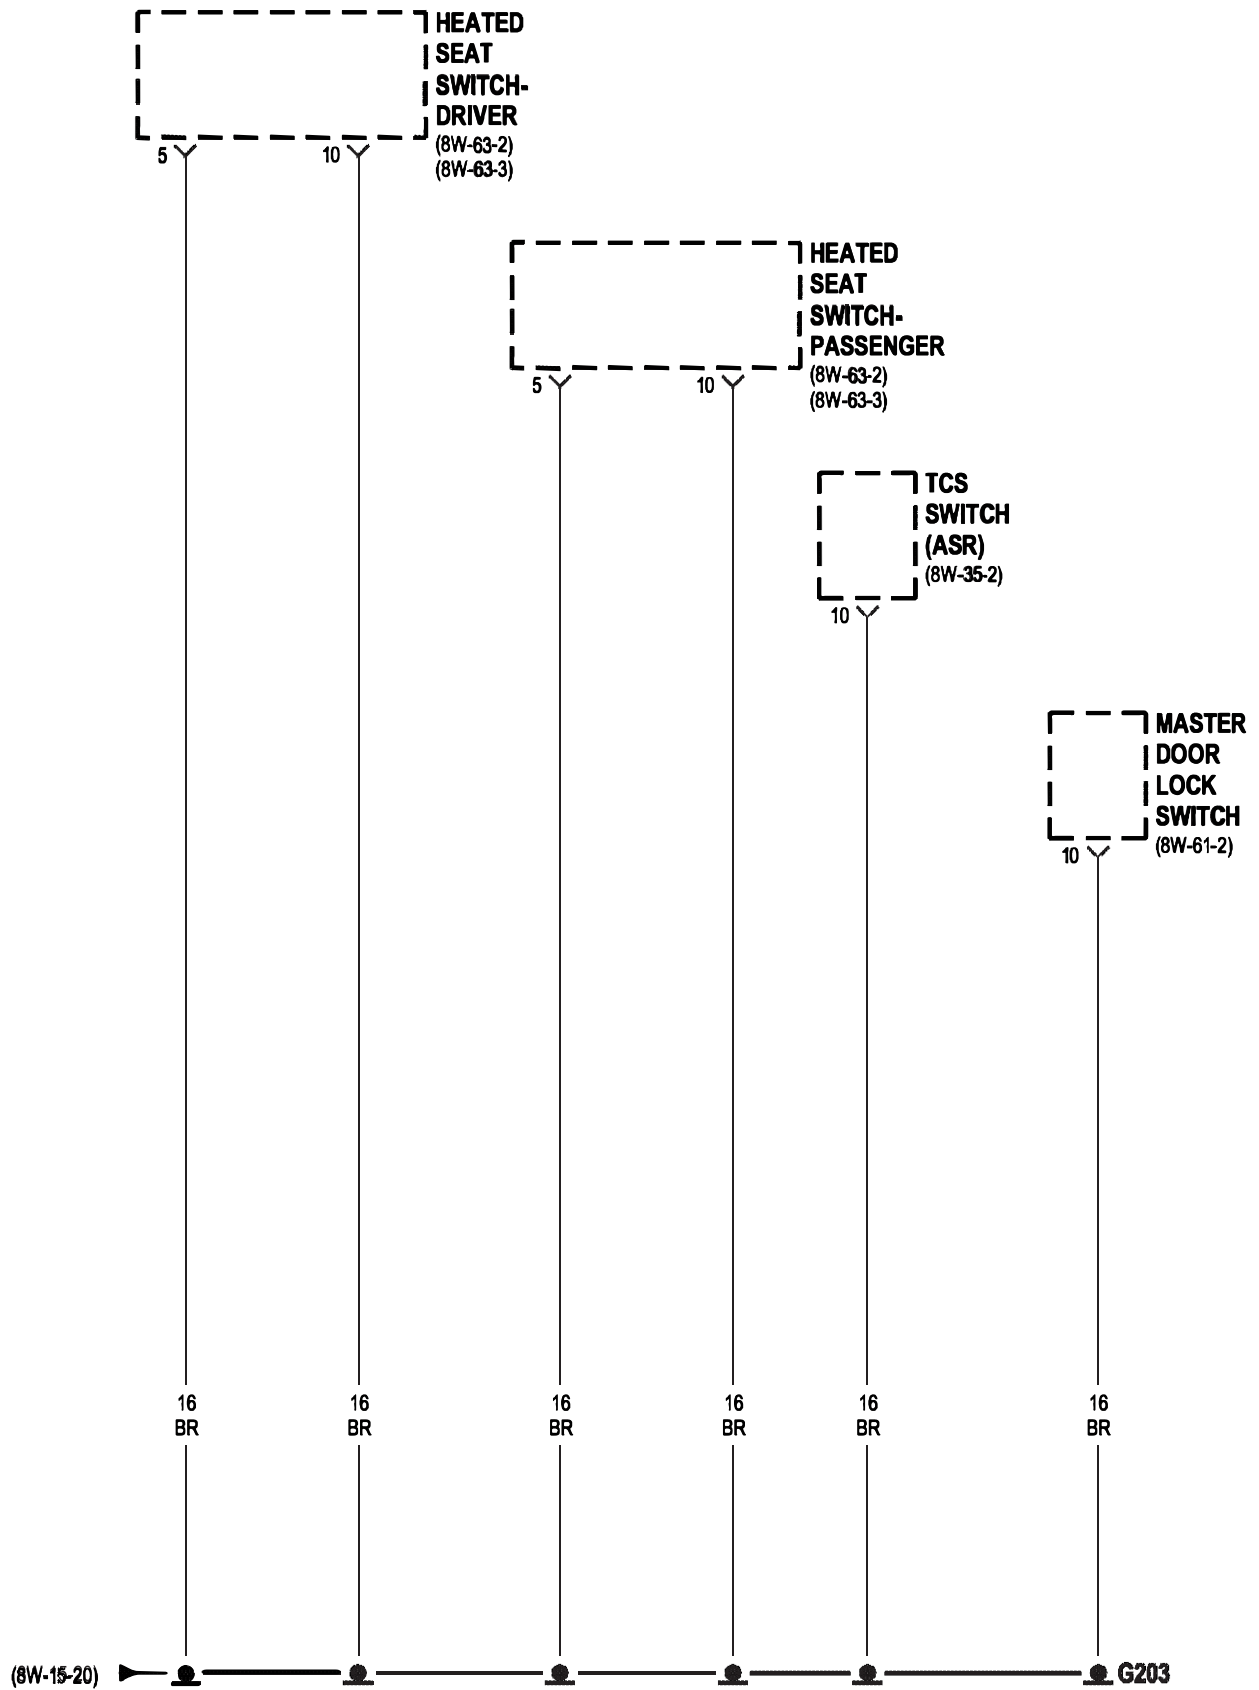 HEATED
SEAT
SWITCH-
DRIVER
(8W-63-2)
(8W-63-3)
5
10
HEATED
SEAT
SWITCH-
PASSENGER
(8W-63-2)
(8W-63-3)
5
10
TCS
SWITCH
(ASR)
(8W-35-2)
10
MASTER
DOOR
LOCK
SWITCH
(8W-61-2)
10
16 16 16 16 16 16
BR BR BR BR BR BR
(8W-15-20) G203